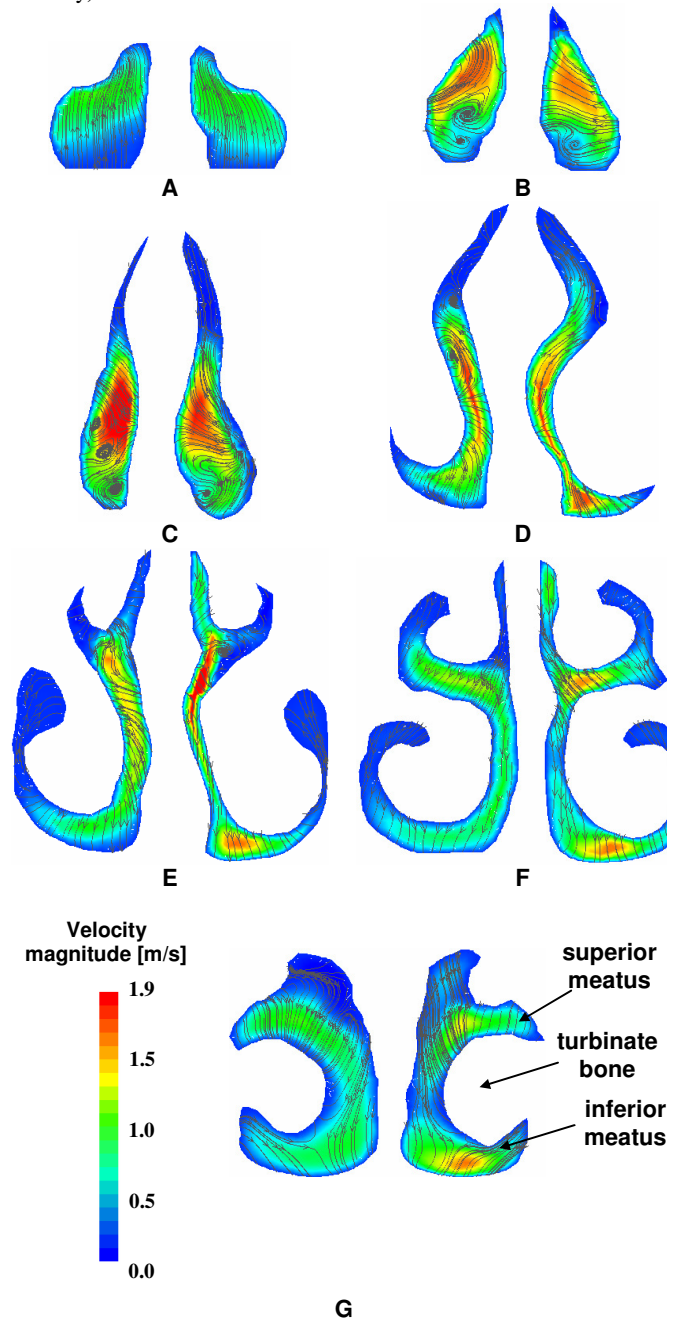 A
B
C
D
E
F
Velocity
magnitude [m/s]
1.9
1.5
1.0
0.5
0.0
superior
meatus
turbinate
bone
inferior
meatus
G